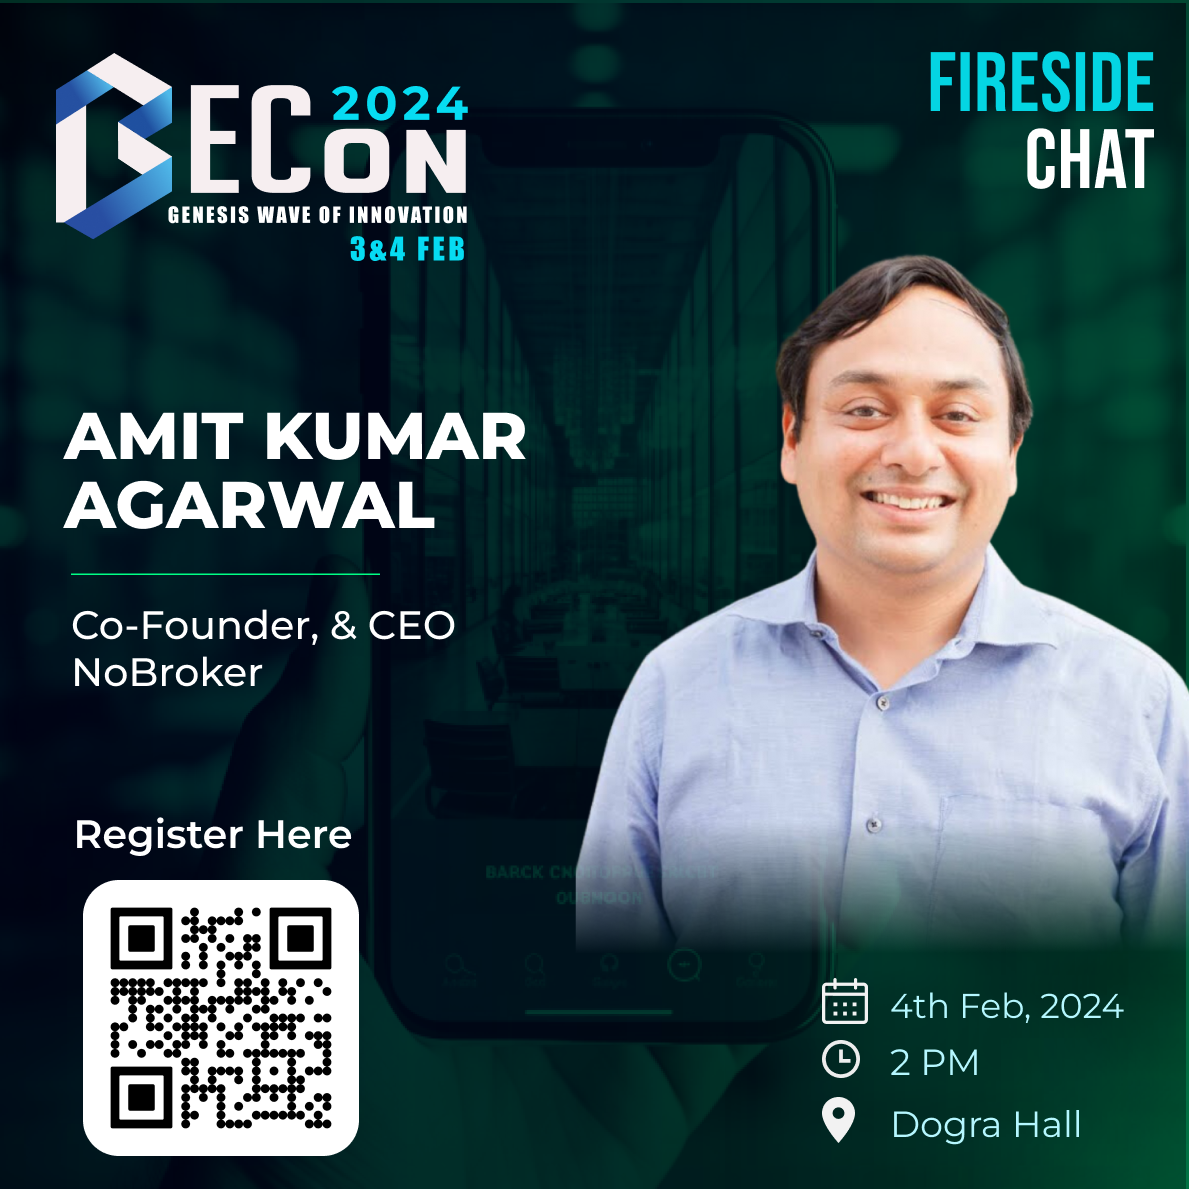 BECON 2024
GENESIS WAVE OF INNOVATION
3&4 FEB
FIRESIDE
CHAT
AMIT KUMAR
AGARWAL
Co-Founder, & CEO
NoBroker
Register Here
4th Feb, 2024
2 PM
Dogra Hall